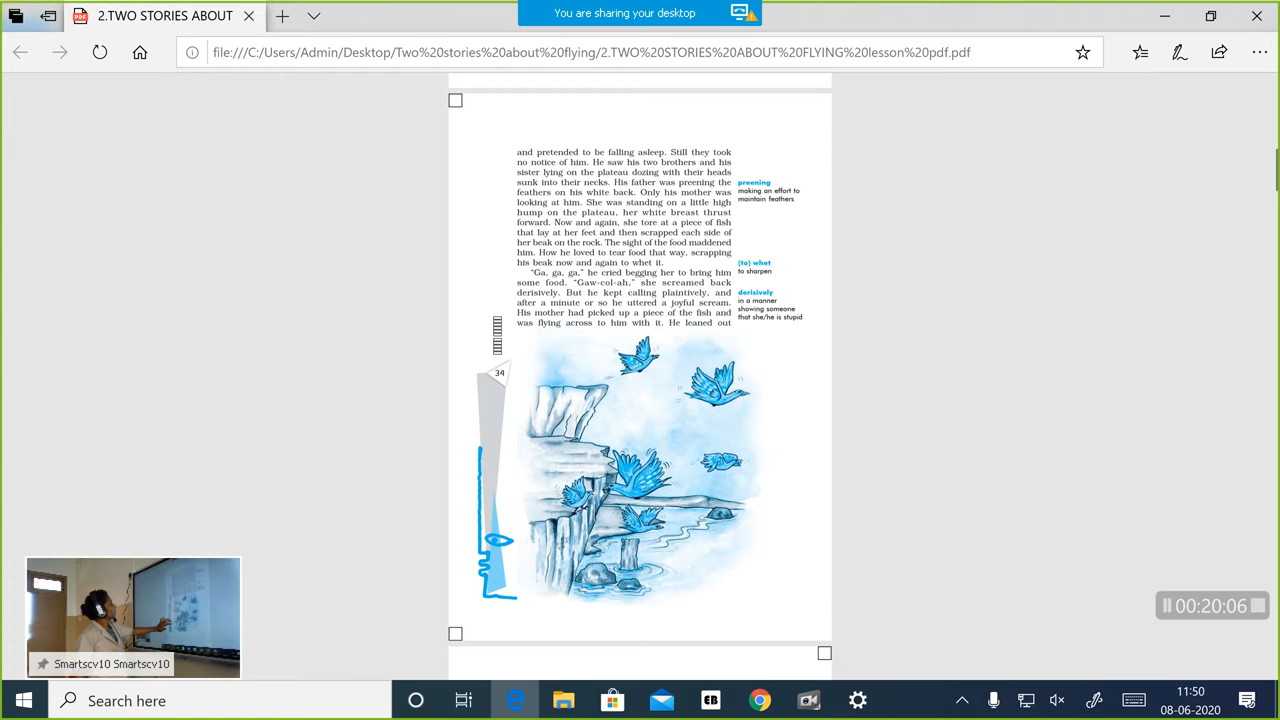 2.TWO STORIES ABOUT
You are sharing your desktop
file:///C:/Users/Admin/Desktop/Two%20stories%20about%20flying/2.TWO%20STORIES%20ABOUT%20FLYING%20lesson%20pdf.pdf
and pretended to be falling asleep. Still they took
no notice of him. He saw his two brothers and his
sister lying on the plateau dozing with their heads
sunk into their necks. His father was preening the
feathers on his white back. Only his mother was
looking at him. She was standing on a little high
hump on the plateau, her white breast thrust
forward. Now and again, she tore at a piece of fish
that lay at her feet and then scrapped each side of
her beak on the rock. The sight of the food maddened
him. How he loved to tear food that way, scrapping
his beak now and again to whet it.
“Ga, ga, ga,” he cried begging her to bring him
some food. “Gaw-col-ah,” she screamed back
derisively. But he kept calling plaintively, and
after a minute or so he uttered a joyful scream.
His mother had picked up a piece of the fish and
was flying across to him with it. He leaned out
preening
making an effort to
maintain feathers
(to) whet
to sharpen
derisively
in a manner
showing someone
that she/he is stupid
34
Smartscv10 Smartscv10
00:20:06
Search here
EB
11:50
08-06-2020